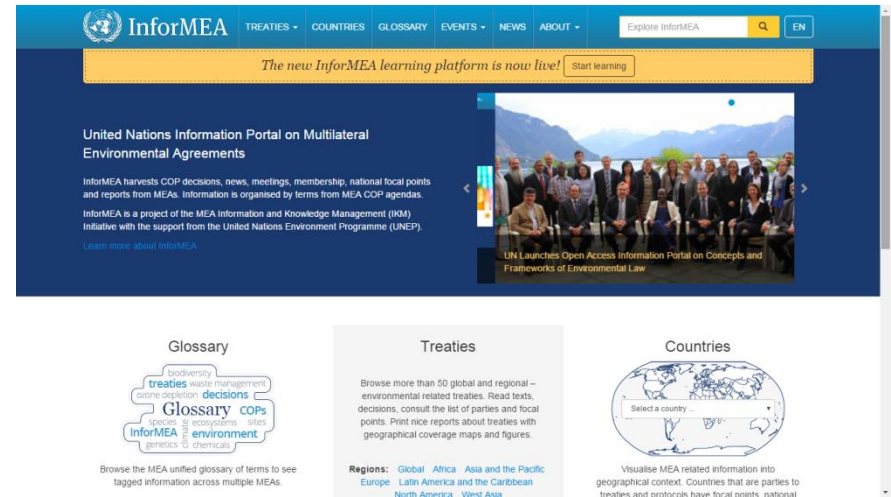 InforMEA
TREATIES COUNTRIES GLOSSARY EVENTS NEWS ABOUT
Explore InforMEA
EN
The new InforMEA learning platform is now live! Start learning
United Nations Information Portal on Multilateral
Environmental Agreements
InforMEA harvests COP decisions, news, meetings, membership, national focal points
and reports from MEAs. Information is organised by terms from MEA COP agendas.
InforMEA is a project of the MEA Information and Knowledge Management (IKM)
Initiative with the support from the United Nations Environment Programme (UNEP).
Learn more about InforMEA
UN Launches Open Access Information Portal on Concepts and
Frameworks of Environmental Law
Glossary
biodiversity
treaties waste management
ozone depletion decisions
Glossary COPs
species ecosystems sites
climate
InforMEA environment
genetics chemicals
Browse the MEA unified glossary of terms to see
tagged information across multiple MEAs.
Treaties
Browse more than 50 global and regional –
environmental related treaties. Read texts,
decisions, consult the list of parties and focal
points. Print nice reports about treaties with
geographical coverage maps and figures.
Regions: Global Africa Asia and the Pacific
Europe Latin America and the Caribbean
North America West Asia
Countries
Select a country ...
Visualise MEA related information into
geographical context. Countries that are parties to
treaties and protocols have focal points, national